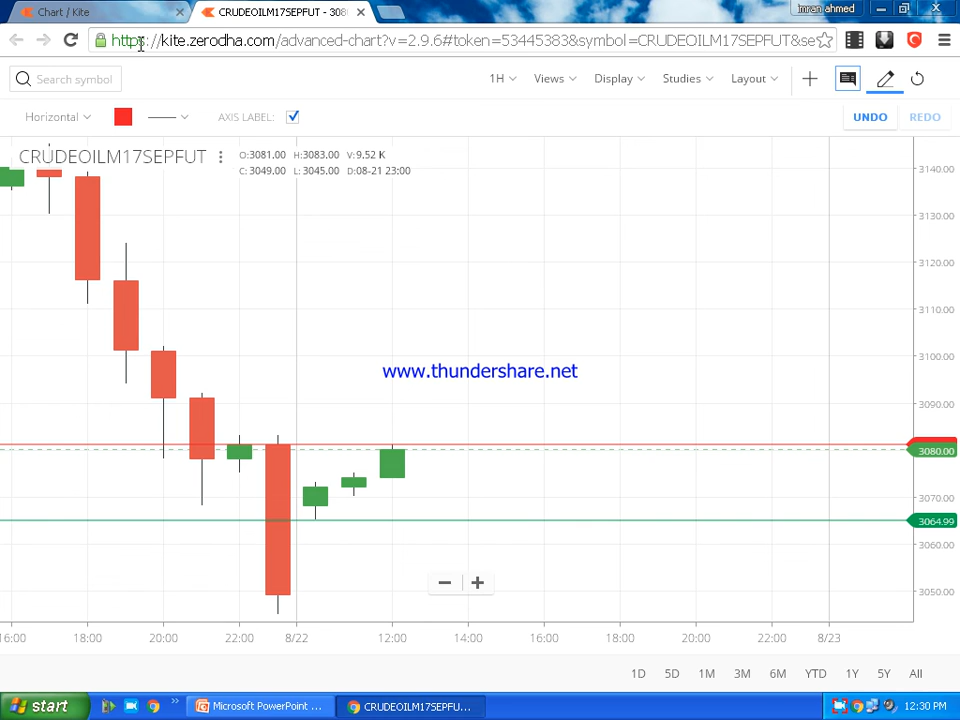 Chart / Kite
CRUDEOILM17SEPFUT - 308
imran ahmed
https://kite.zerodha.com/advanced-chart?v=2.9.6#token=53445383&symbol=CRUDEOILM17SEPFUT&se
Search symbol
1H Views Display Studies Layout
Horizontal AXIS LABEL: UNDO REDO
CRUDEOILM17SEPFUT
O:3081.00 H:3083.00 V:9.52 K
C: 3049.00 L: 3045.00 D:08-21 23:00
3140.00
3130.00
3120.00
3110.00
3100.00
3090.00
3080.00
3070.00
3064.99
3060.00
3050.00
www.thundershare.net
16:00 18:00 20:00 22:00 8/22 12:00 14:00 16:00 18:00 20:00 22:00 8/23
1D 5D 1M 3M 6M YTD 1Y 5Y All
start
Microsoft PowerPoint ...
CRUDEOILM17SEPFU...
12:30 PM